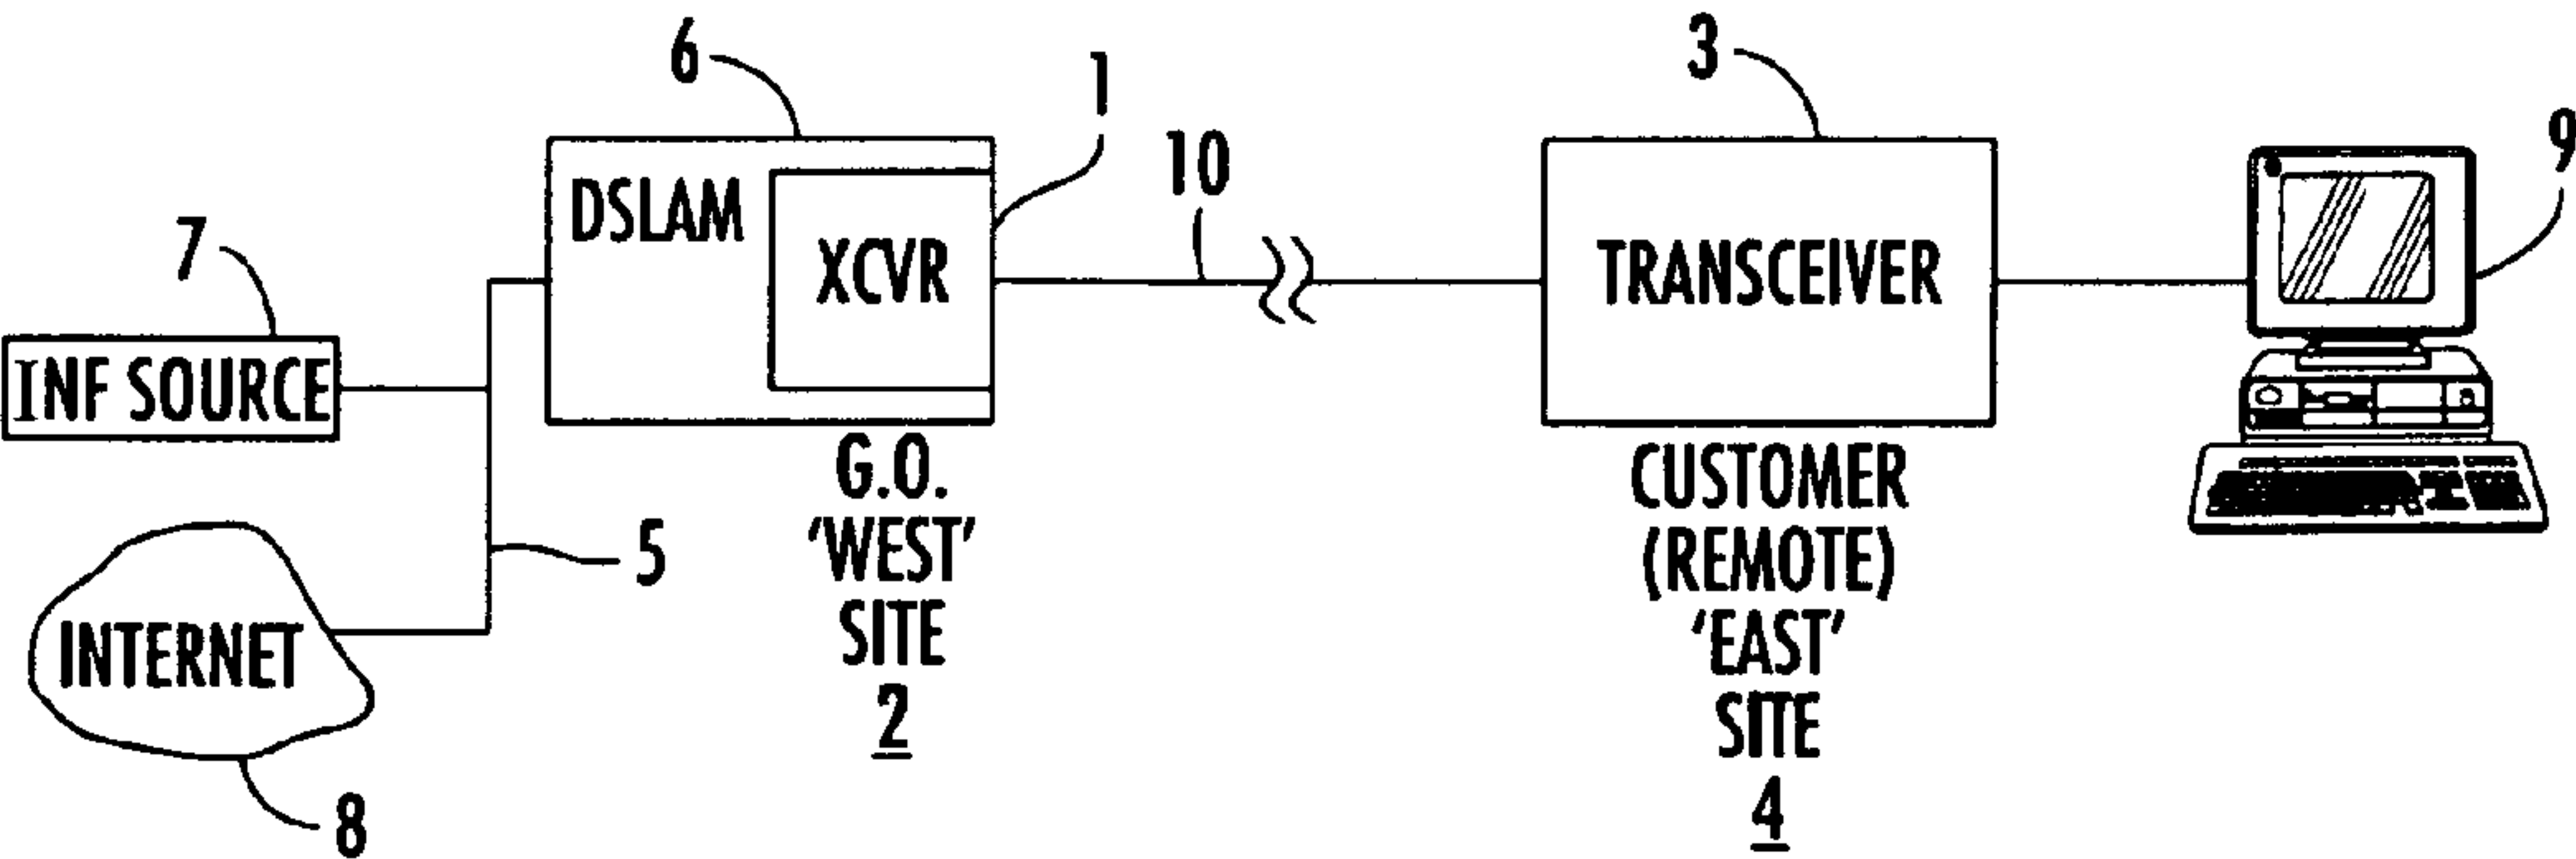 6
1
3
10
9
DSLAM
XCVR
TRANSCEIVER
7
INF SOURCE
G.O.
'WEST'
SITE
2
CUSTOMER
(REMOTE)
'EAST'
SITE
4
5
INTERNET
8